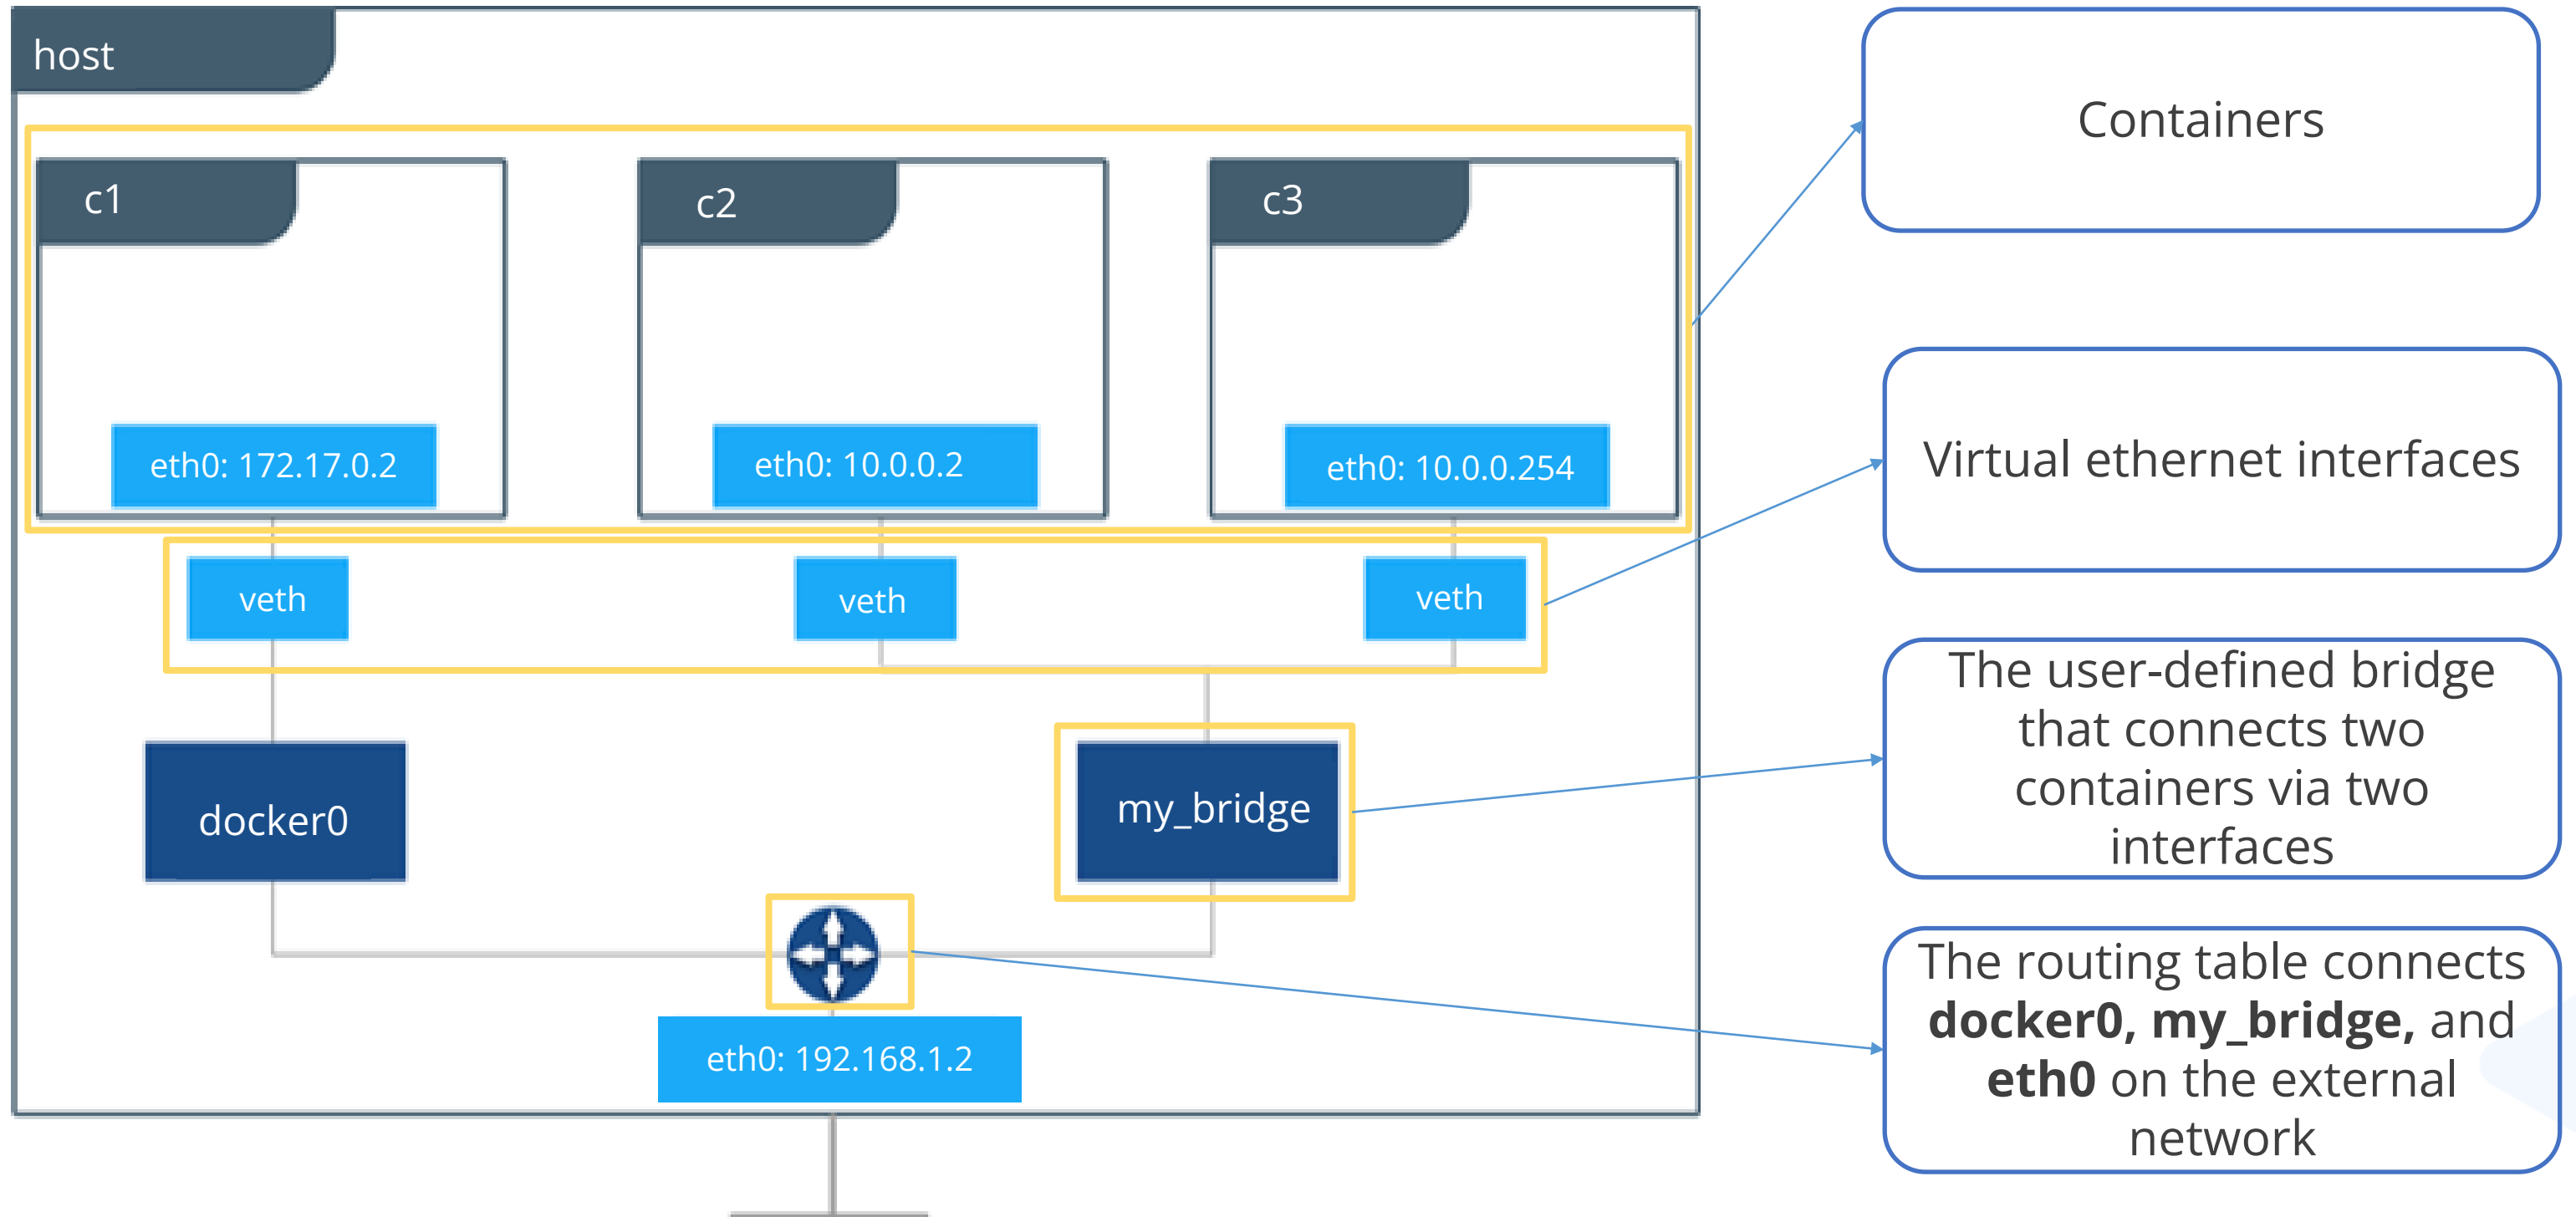 host
c1
c2
c3
eth0: 172.17.0.2
eth0: 10.0.0.2
eth0: 10.0.0.254
veth
veth
veth
docker0
my_bridge
eth0: 192.168.1.2
Containers
Virtual ethernet interfaces
The user-defined bridge
that connects two
containers via two
interfaces
The routing table connects
docker0, my_bridge, and
eth0 on the external
network